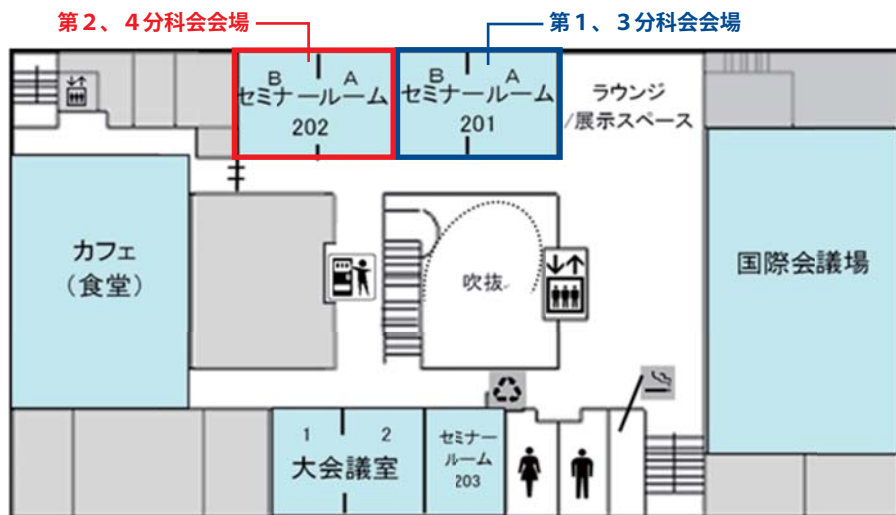 第２、４分科会会場
第１、３分科会会場
B A
セミナールーム
202
B A
セミナールーム
201
ラウンジ
/展示スペース
カフェ
(食堂)
吹抜
国際会議場
1 2
大会議室
セミナー
ルーム
203